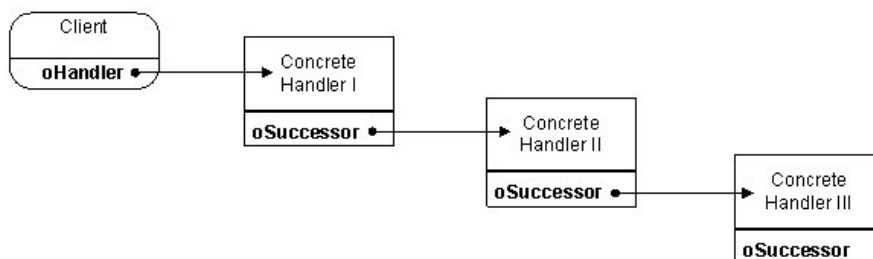 Client
oHandler
Concrete
Handler I
oSuccessor
Concrete
Handler II
oSuccessor
Concrete
Handler III
oSuccessor